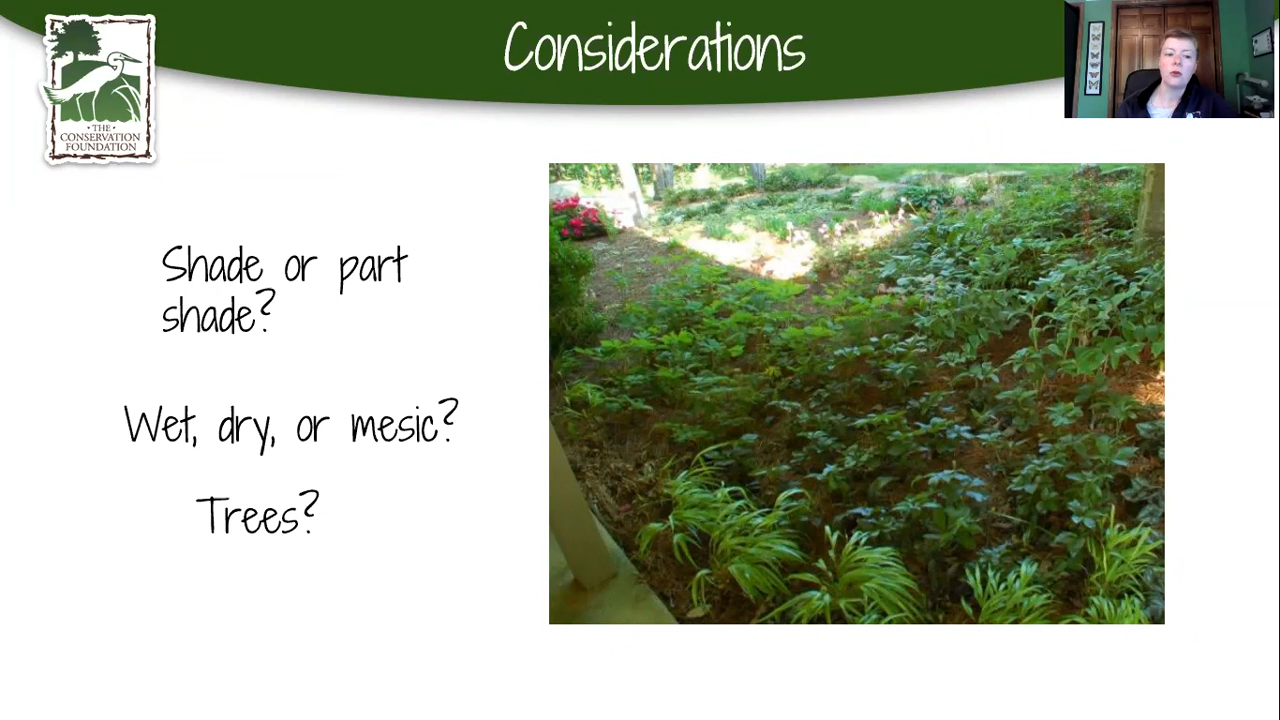 Considerations
• THE •
CONSERVATION
FOUNDATION
Shade or part
shade?
Wet, dry, or mesic?
Trees?